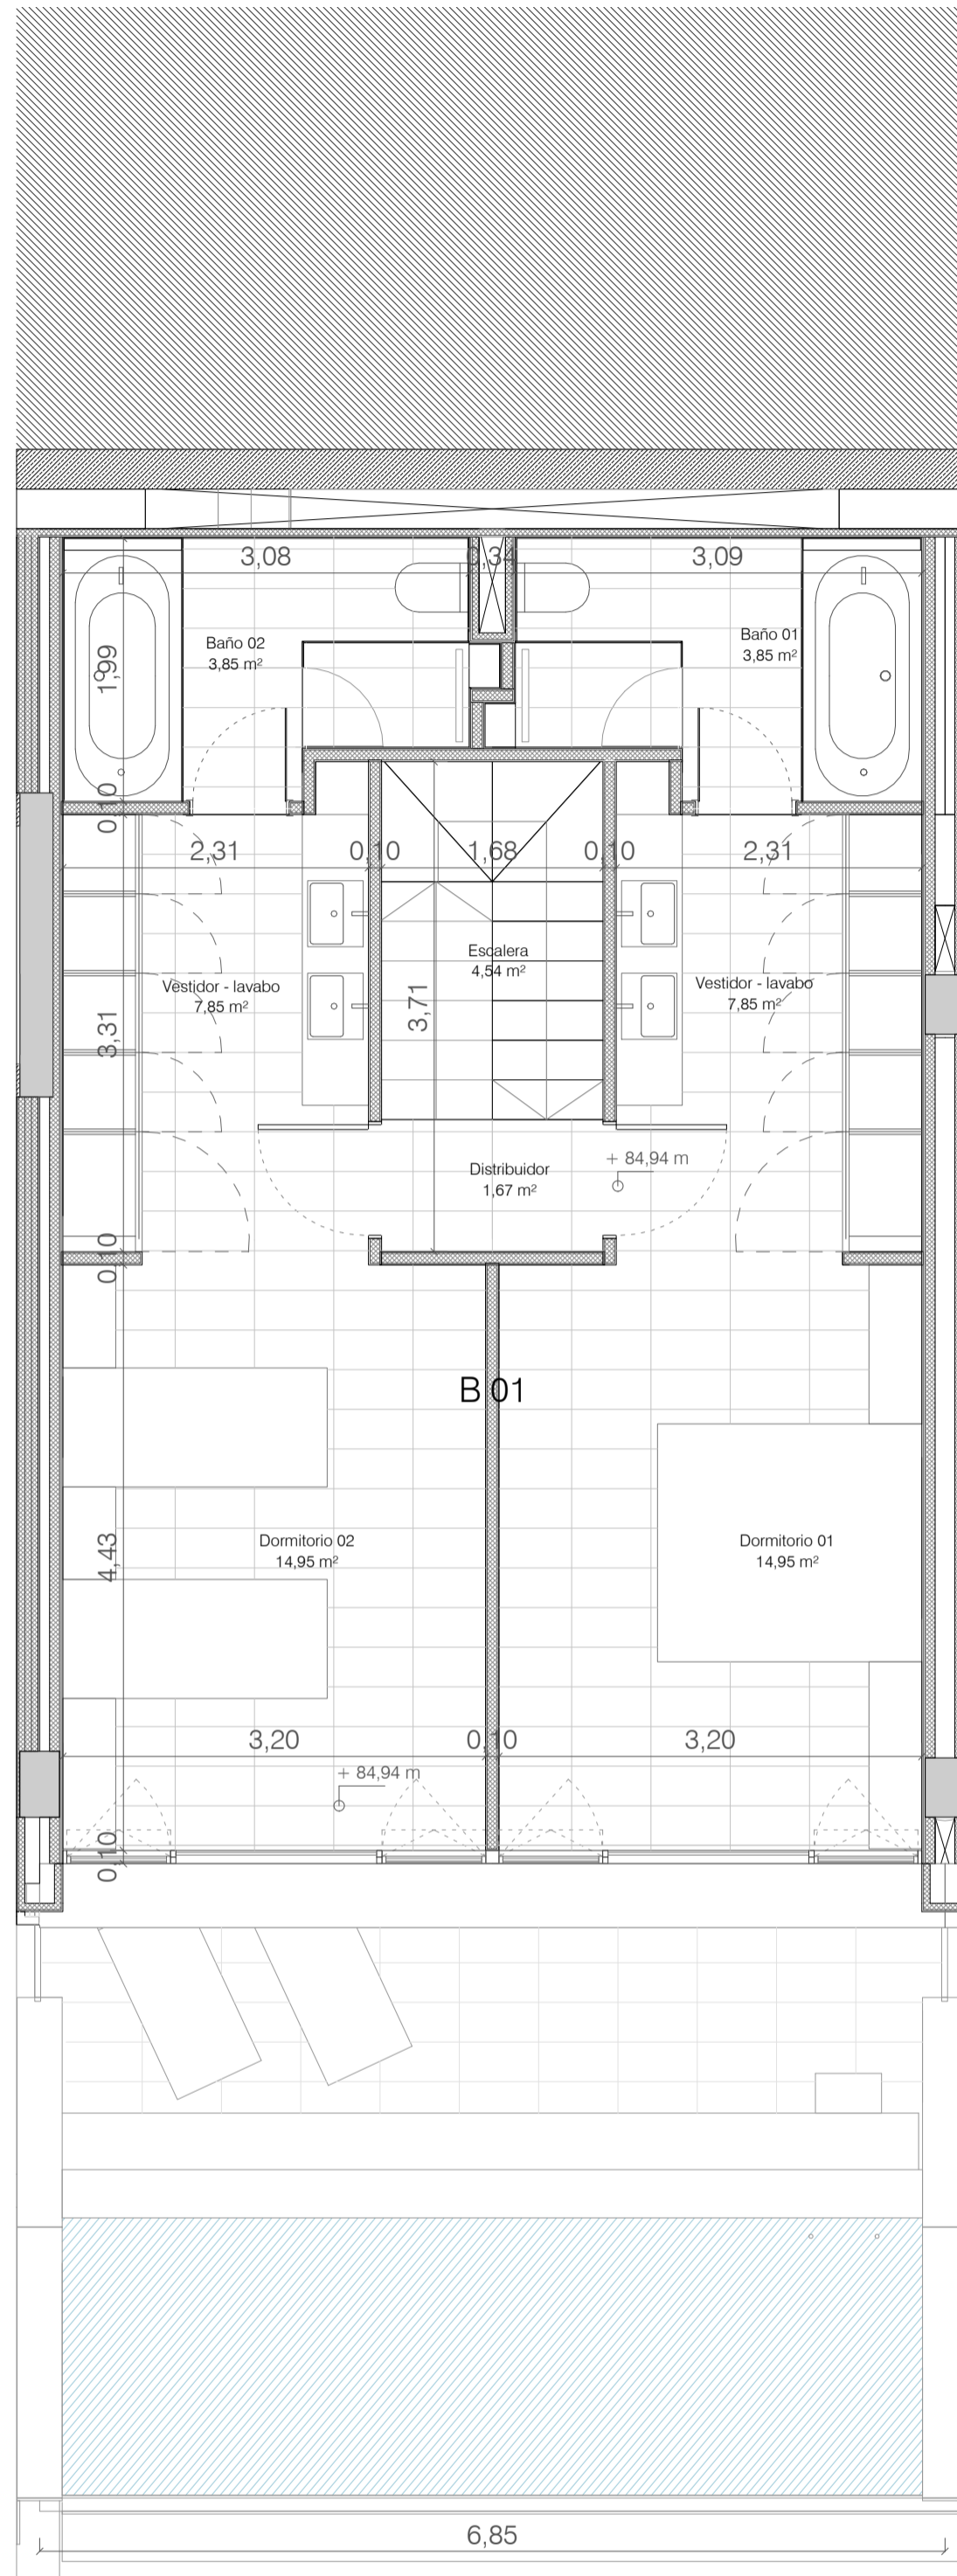 3,08
0,34
3,09
Baño 02
3,85 m²
Baño 01
3,85 m²
1,99
0,10
2,31
0,10
1,68
0,10
2,31
Escalera
4,54 m²
Vestidor - lavabo
7,85 m²
Vestidor - lavabo
7,85 m²
3,71
3,31
Distribuidor
1,67 m²
+ 84,94 m
0,10
B 01
4,43
Dormitorio 02
14,95 m²
Dormitorio 01
14,95 m²
3,20
0,10
3,20
+ 84,94 m
0,10
6,85